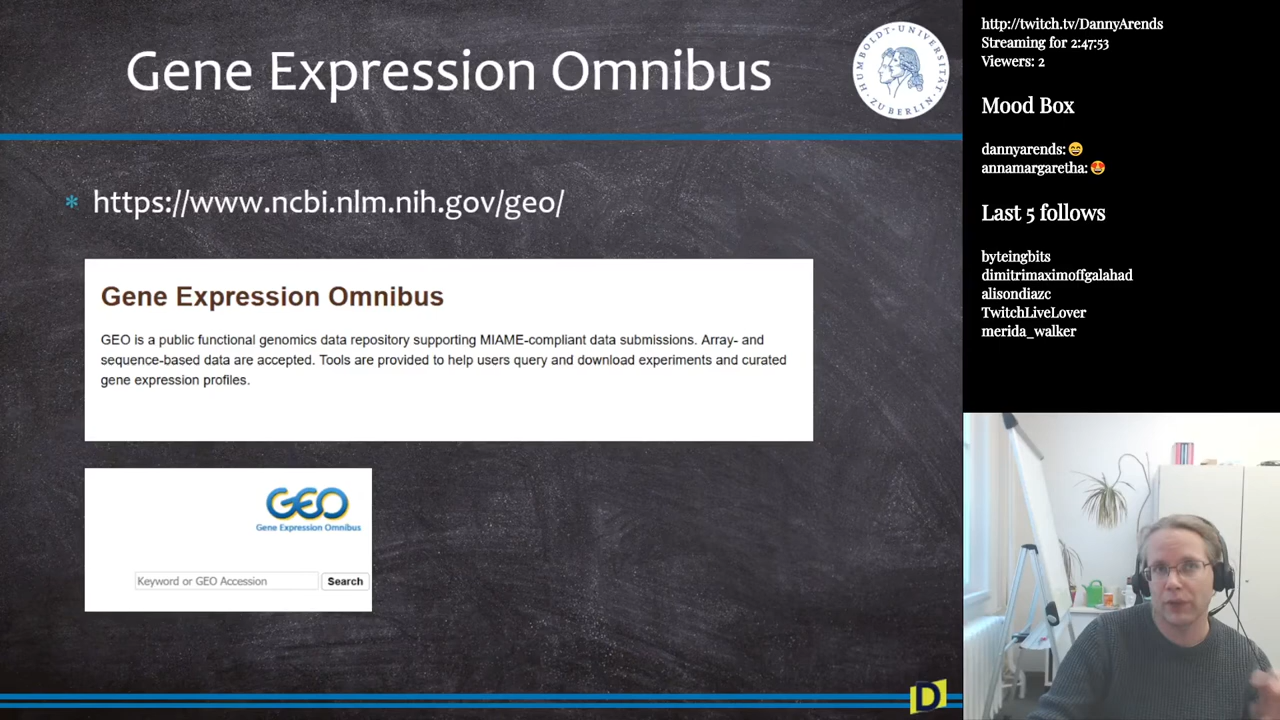 Gene Expression Omnibus
HUMBOLDT-UNIVERSITÄT ZU BERLIN
* https://www.ncbi.nlm.nih.gov/geo/
Gene Expression Omnibus
GEO is a public functional genomics data repository supporting MIAME-compliant data submissions. Array- and
sequence-based data are accepted. Tools are provided to help users query and download experiments and curated
gene expression profiles.
GEO
Gene Expression Omnibus
Keyword or GEO Accession
Search
D
http://twitch.tv/DannyArends
Streaming for 2:47:53
Viewers: 2
Mood Box
dannyarends: 😄
annamargaretha: 😍
Last 5 follows
byteingbits
dimitrimaximoffgalahad
alisondiazc
TwitchLiveLover
merida_walker